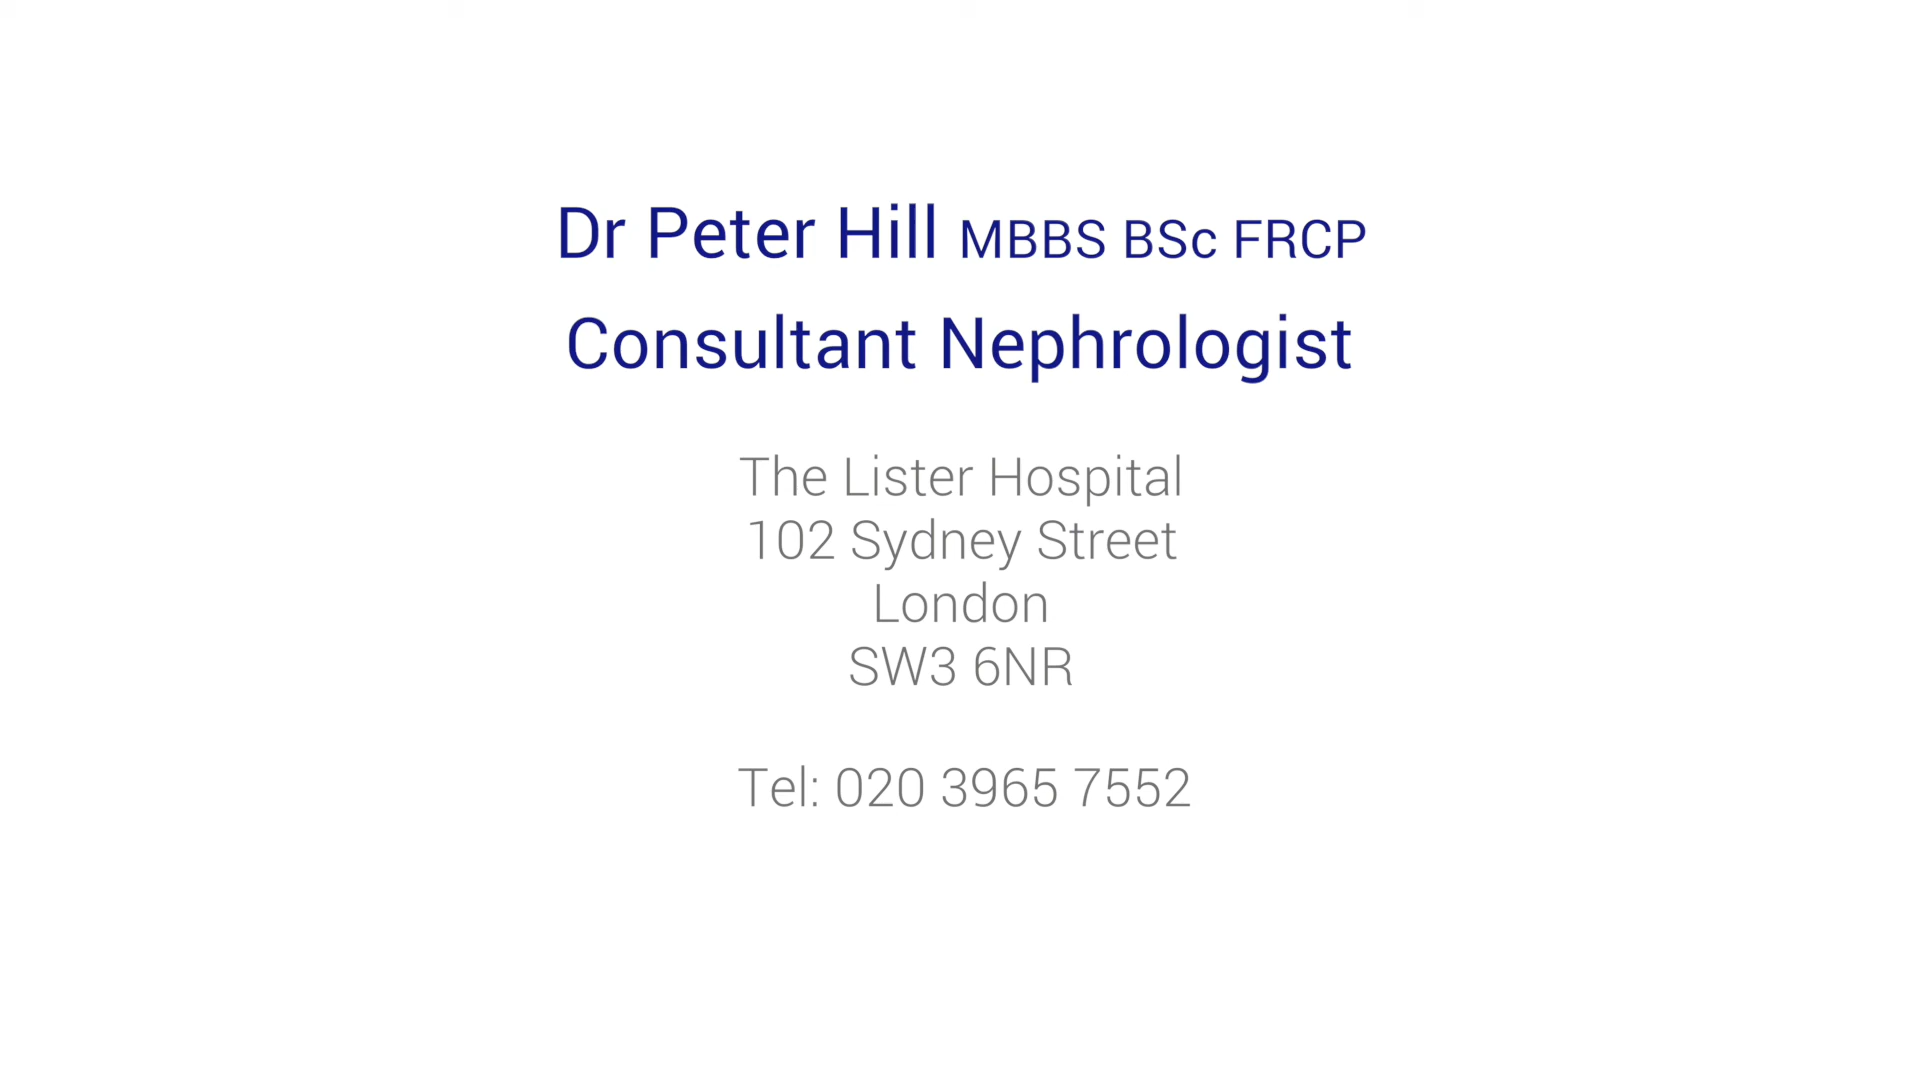 Dr Peter Hill MBBS BSc FRCP
Consultant Nephrologist
The Lister Hospital
102 Sydney Street
London
SW3 6NR
Tel: 020 3965 7552